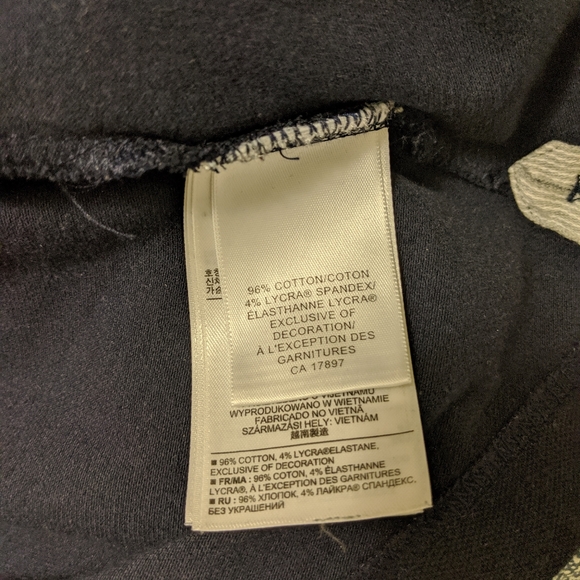 96% COTTON/COTON
4% LYCRA® SPANDEX/
ÉLASTHANNE LYCRA®
EXCLUSIVE OF
DECORATION/
À L'EXCEPTION DES
GARNITURES
CA 17897
WYPRODUKOWANO W WIETNAMIE
FABRICADO NO VIETNÃ
SZÁRMAZÁSI HELY: VIETNÁM
越南製造
■ 96% COTTON, 4% LYCRA®ELASTANE,
EXCLUSIVE OF DECORATION
■ FR/MA : 96% COTON, 4% ÉLASTHANNE
LYCRA®, À L'EXCEPTION DES GARNITURES
■ RU : 96% ХЛОПОК, 4% ЛАЙКРА® СПАНДЕКС,
БЕЗ УКРАШЕНИЙ